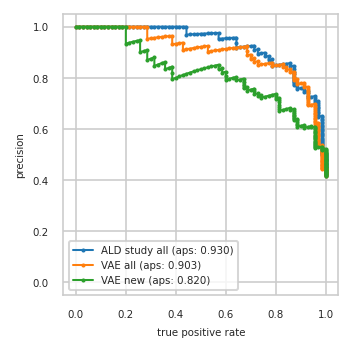 1.0
0.8
0.6
0.4
0.2
0.0
precision
ALD study all (aps: 0.930)
VAE all (aps: 0.903)
VAE new (aps: 0.820)
0.0 0.2 0.4 0.6 0.8 1.0
true positive rate